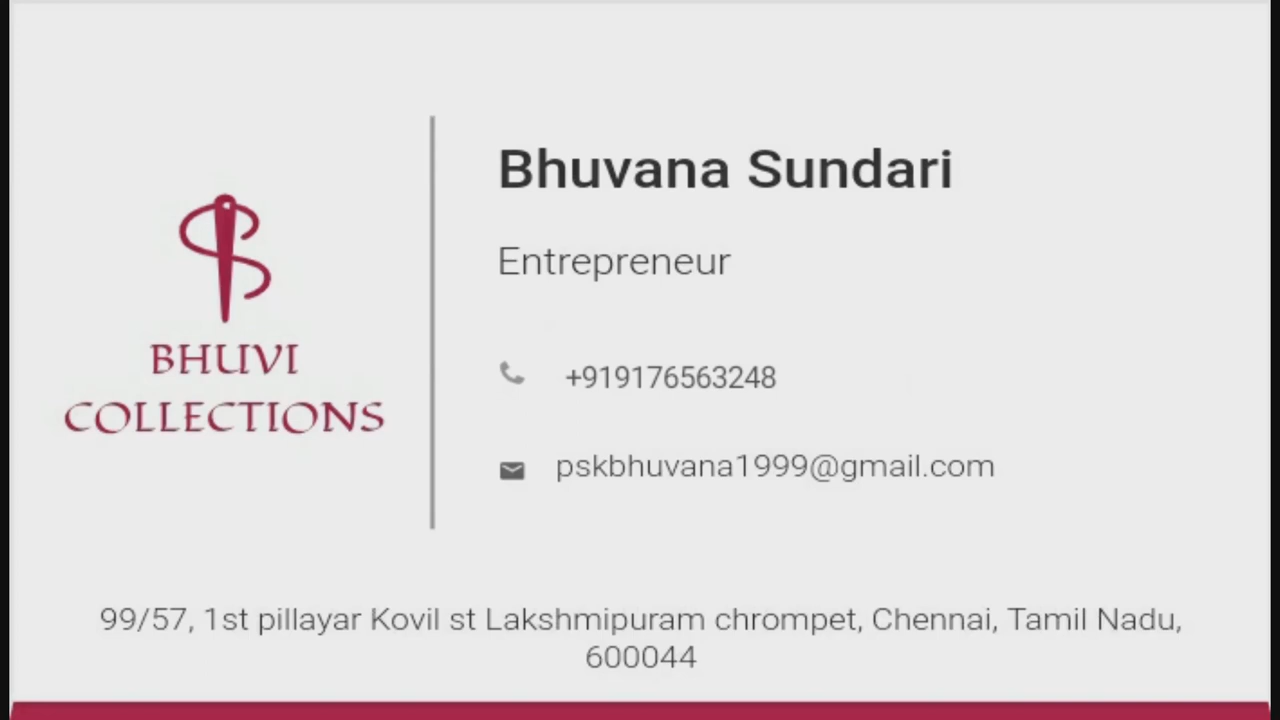 BHUVI
COLLECTIONS
Bhuvana Sundari
Entrepreneur
+919176563248
pskbhuvana1999@gmail.com
99/57, 1st pillayar Kovil st Lakshmipuram chrompet, Chennai, Tamil Nadu,
600044